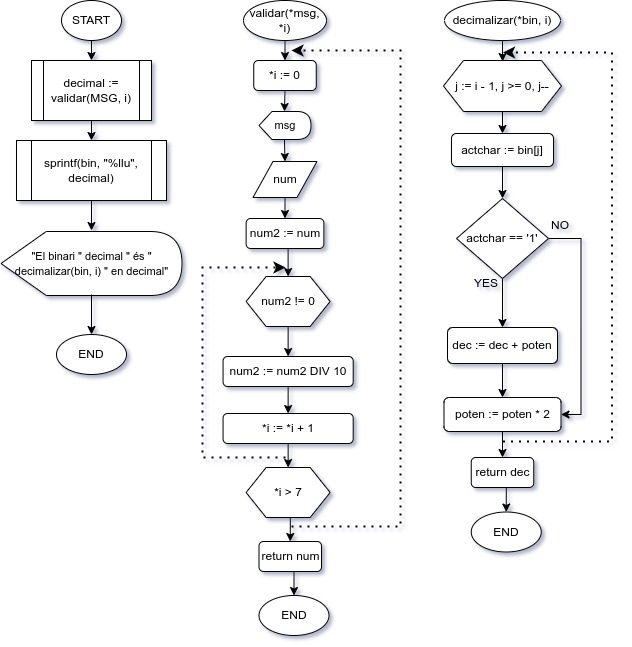 START
decimal :=
validar(MSG, i)
sprintf(bin, "%llu",
decimal)
"El binari " decimal " és "
decimalizar(bin, i) " en decimal"
END
validar(*msg,
*i)
*i := 0
msg
num
num2 := num
num2 != 0
num2 := num2 DIV 10
*i := *i + 1
*i > 7
return num
END
decimalizar(*bin, i)
j := i - 1, j >= 0, j--
actchar := bin[j]
actchar == '1'
NO
YES
dec := dec + poten
poten := poten * 2
return dec
END